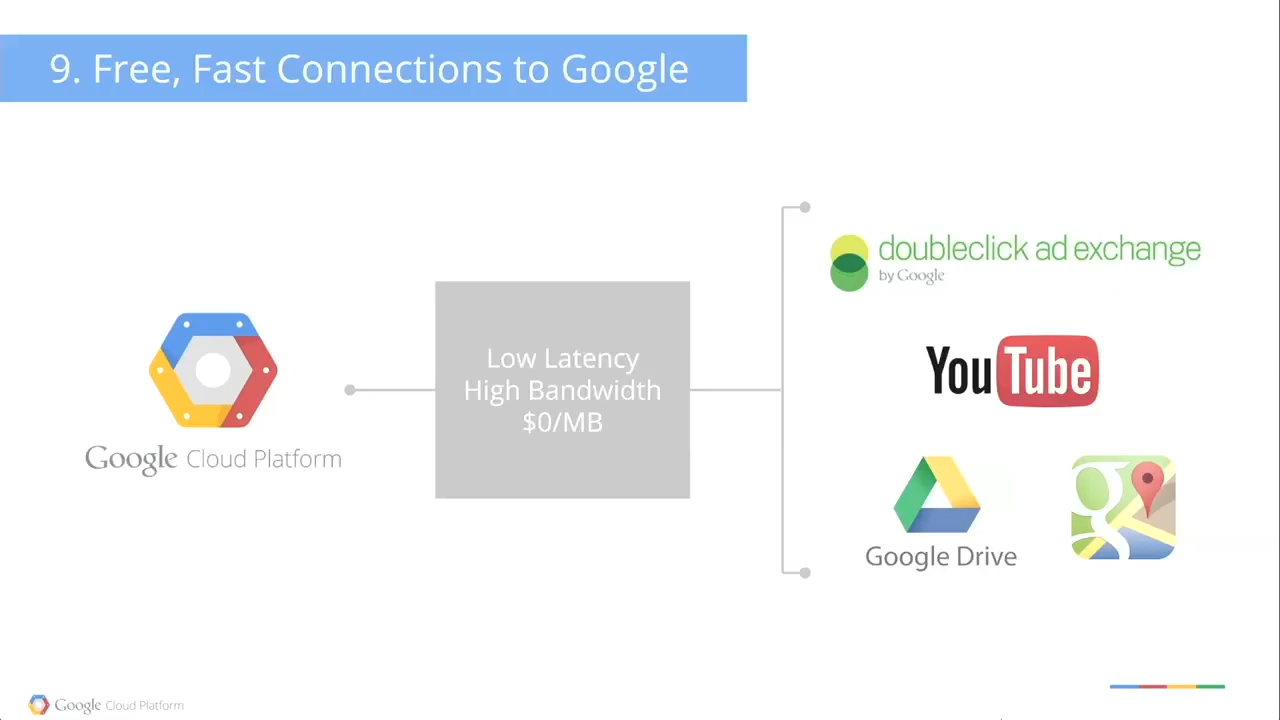 9. Free, Fast Connections to Google
doubleclick ad exchange
by Google
YouTube
Low Latency
High Bandwidth
$0/MB
Google Cloud Platform
Google Drive
g
Google Cloud Platform